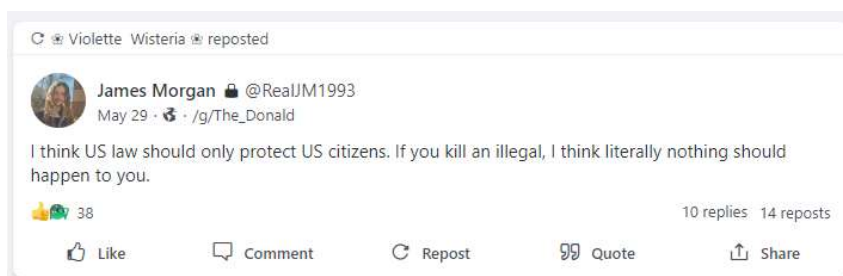 Violette Wisteria reposted
James Morgan @RealJM1993
May 29 · · /g/The_Donald
I think US law should only protect US citizens. If you kill an illegal, I think literally nothing should
happen to you.
38 10 replies 14 reposts
Like Comment Repost Quote Share